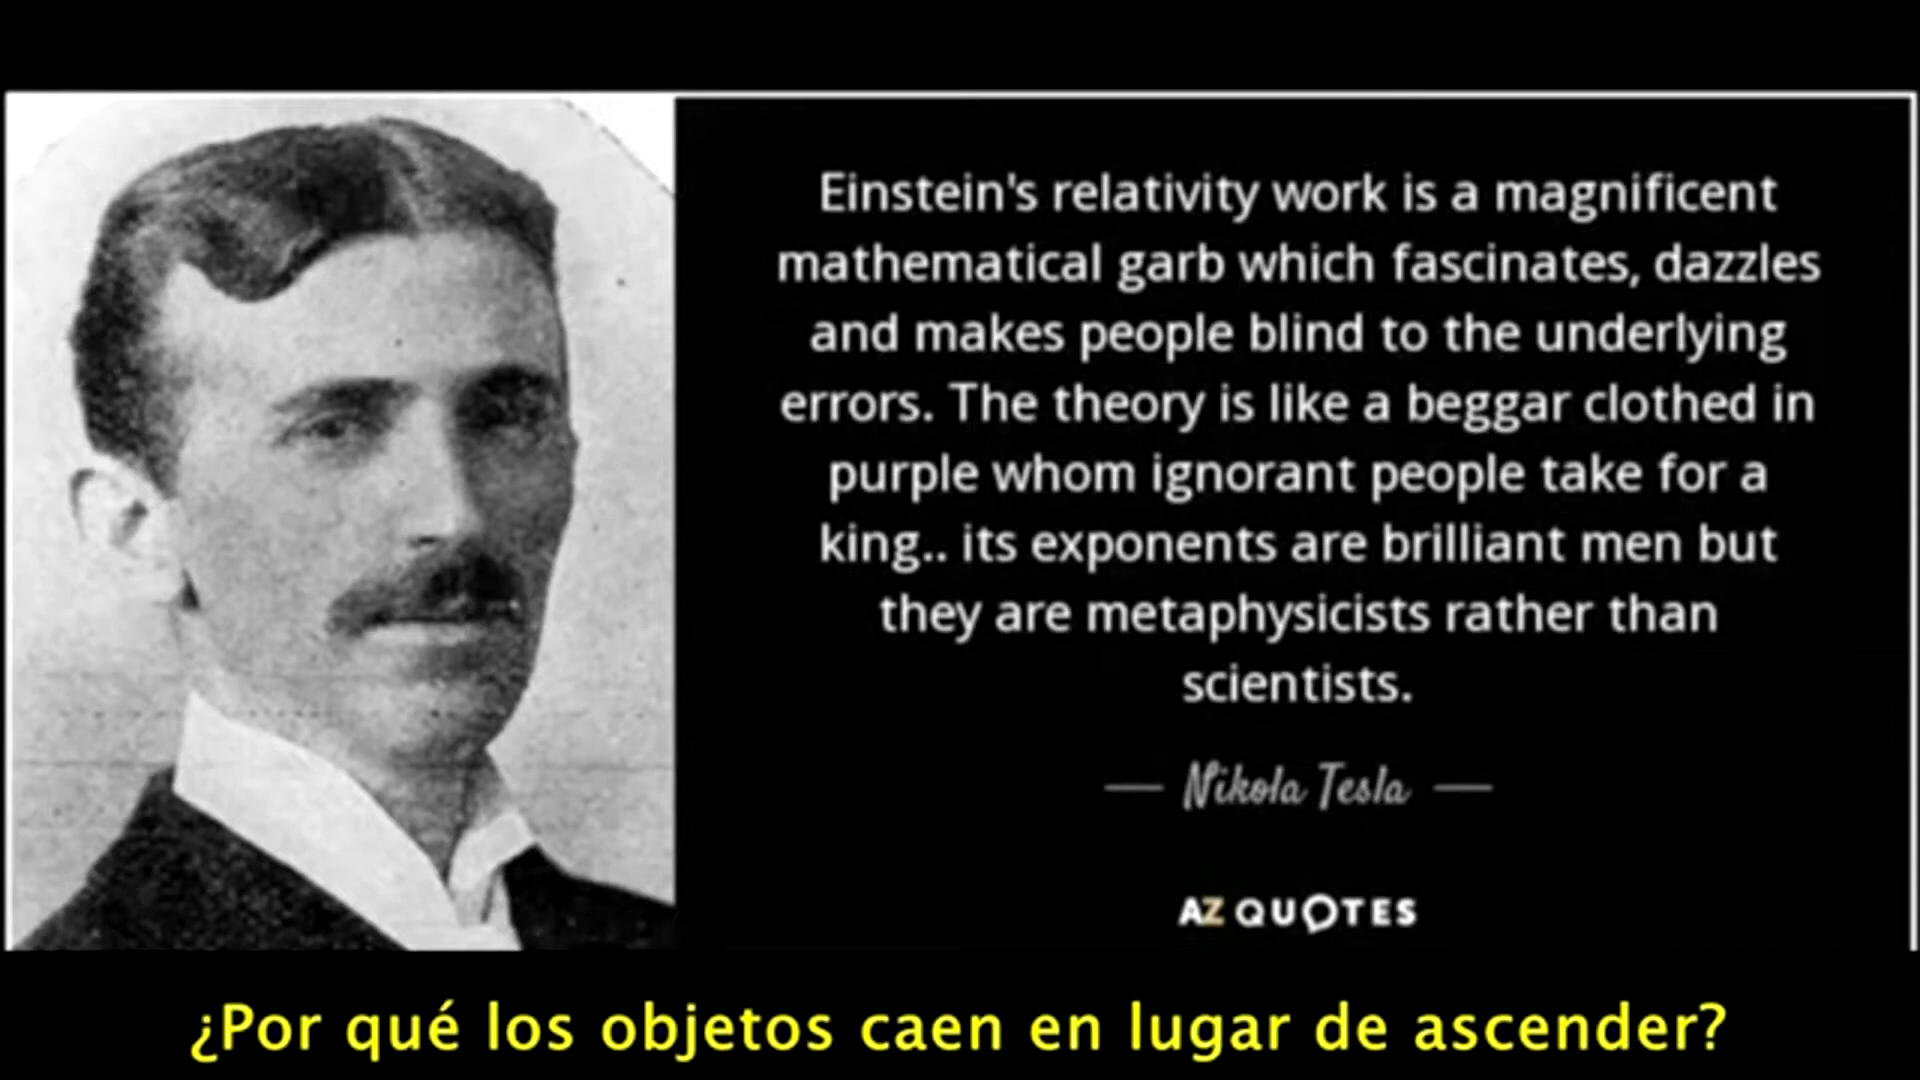 Einstein's relativity work is a magnificent
mathematical garb which fascinates, dazzles
and makes people blind to the underlying
errors. The theory is like a beggar clothed in
purple whom ignorant people take for a
king.. its exponents are brilliant men but
they are metaphysicists rather than
scientists.
— Nikola Tesla —
AZ QUOTES
¿Por qué los objetos caen en lugar de ascender?